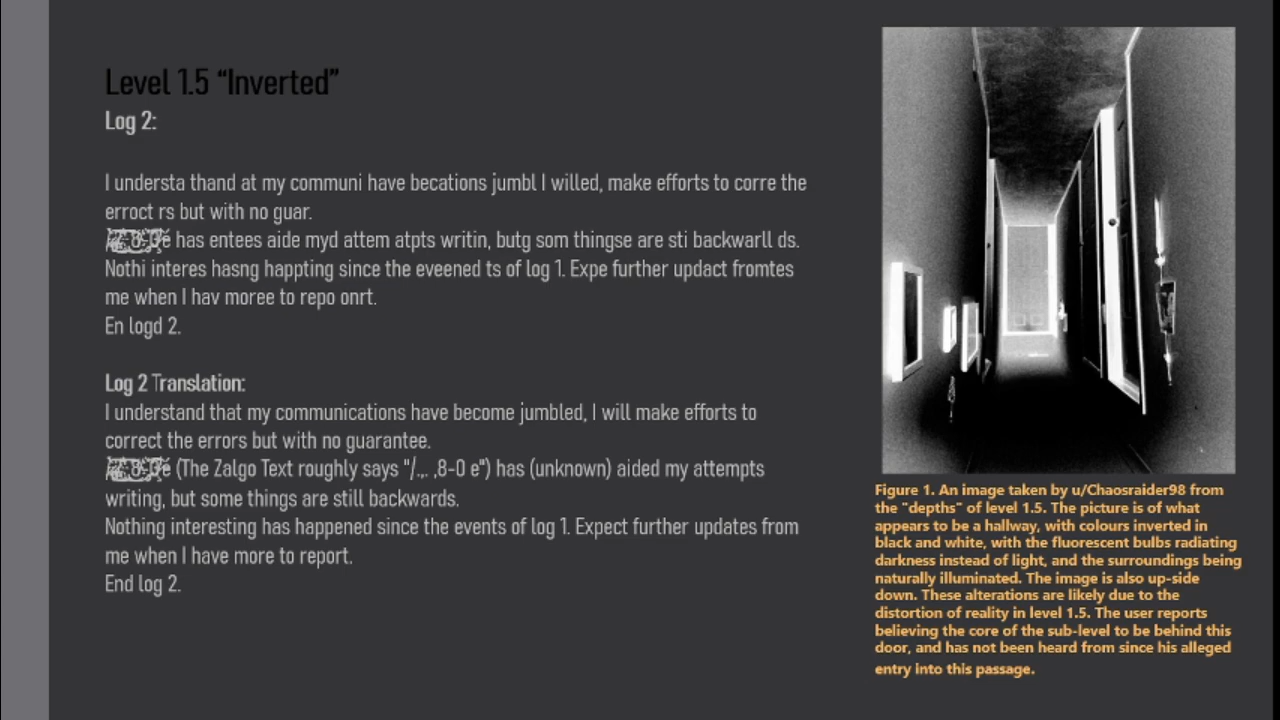 Level 1.5 “Inverted”
Log 2:
I understa thand at my communi have becations jumbl I willed, make efforts to corre the
erroct rs but with no guar.
has entees aide myd attem atpts writin, butg som thingse are sti backwarll ds.
Nothi interes hasng happting since the eveened ts of log 1. Expe further updact fromtes
me when I hav moree to repo onrt.
En logd 2.
Log 2 Translation:
I understand that my communications have become jumbled, I will make efforts to
correct the errors but with no guarantee.
(The Zalgo Text roughly says "/.,. ,8-0 e") has (unknown) aided my attempts
writing, but some things are still backwards.
Nothing interesting has happened since the events of log 1. Expect further updates from
me when I have more to report.
End log 2.
Figure 1. An image taken by u/Chaosraider98 from
the "depths" of level 1.5. The picture is of what
appears to be a hallway, with colours inverted in
black and white, with the fluorescent bulbs radiating
darkness instead of light, and the surroundings being
naturally illuminated. The image is also up-side
down. These alterations are likely due to the
distortion of reality in level 1.5. The user reports
believing the core of the sub-level to be behind this
door, and has not been heard from since his alleged
entry into this passage.